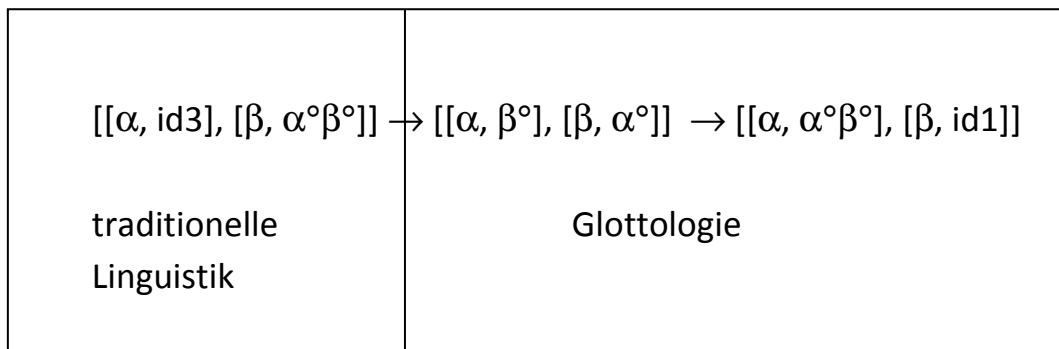 [[α, id3], [β, α°β°]] → [[α, β°], [β, α°]] → [[α, α°β°], [β, id1]]
traditionelle Glottologie
Linguistik